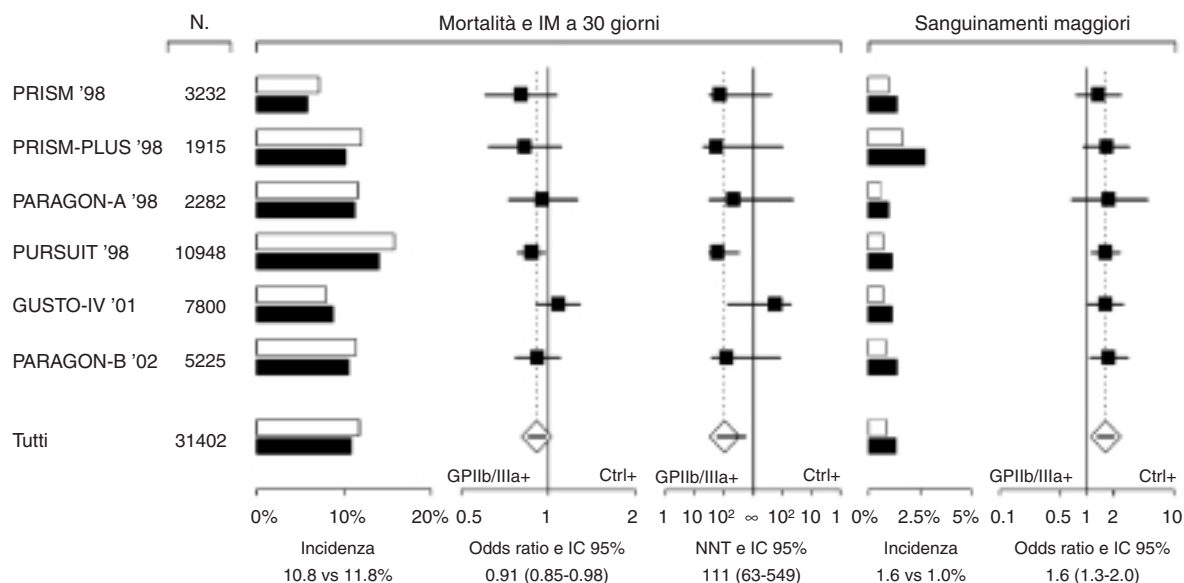 N.
Mortalità e IM a 30 giorni
Sanguinamenti maggiori
PRISM '98 3232
PRISM-PLUS '98 1915
PARAGON-A '98 2282
PURSUIT '98 10948
GUSTO-IV '01 7800
PARAGON-B '02 5225
Tutti 31402
GPIIb/IIIa+ Ctrl+ GPIIb/IIIa+ Ctrl+ GPIIb/IIIa+ Ctrl+
0% 10% 20% 0.5 1 2 1 10 10² ∞ 10² 10 1 0% 2.5% 5% 0.1 0.5 1 2 10
Incidenza Odds ratio e IC 95% NNT e IC 95% Incidenza Odds ratio e IC 95%
10.8 vs 11.8% 0.91 (0.85-0.98) 111 (63-549) 1.6 vs 1.0% 1.6 (1.3-2.0)